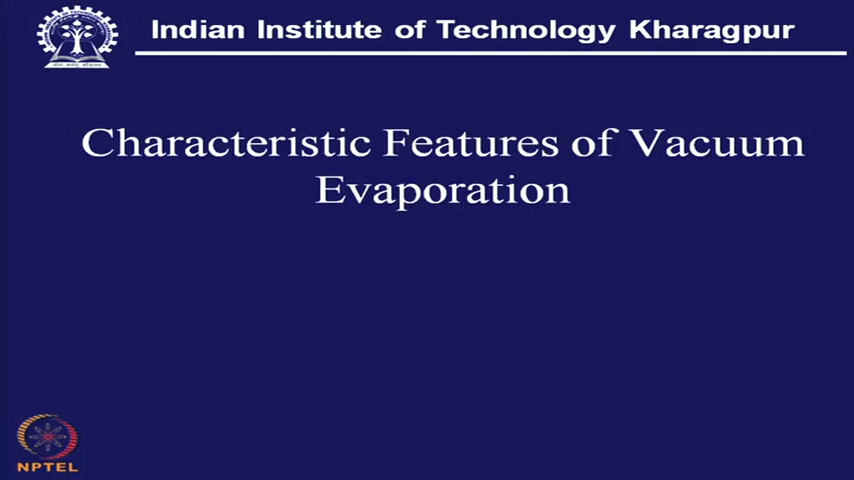 Indian Institute of Technology Kharagpur
Characteristic Features of Vacuum
Evaporation
NPTEL